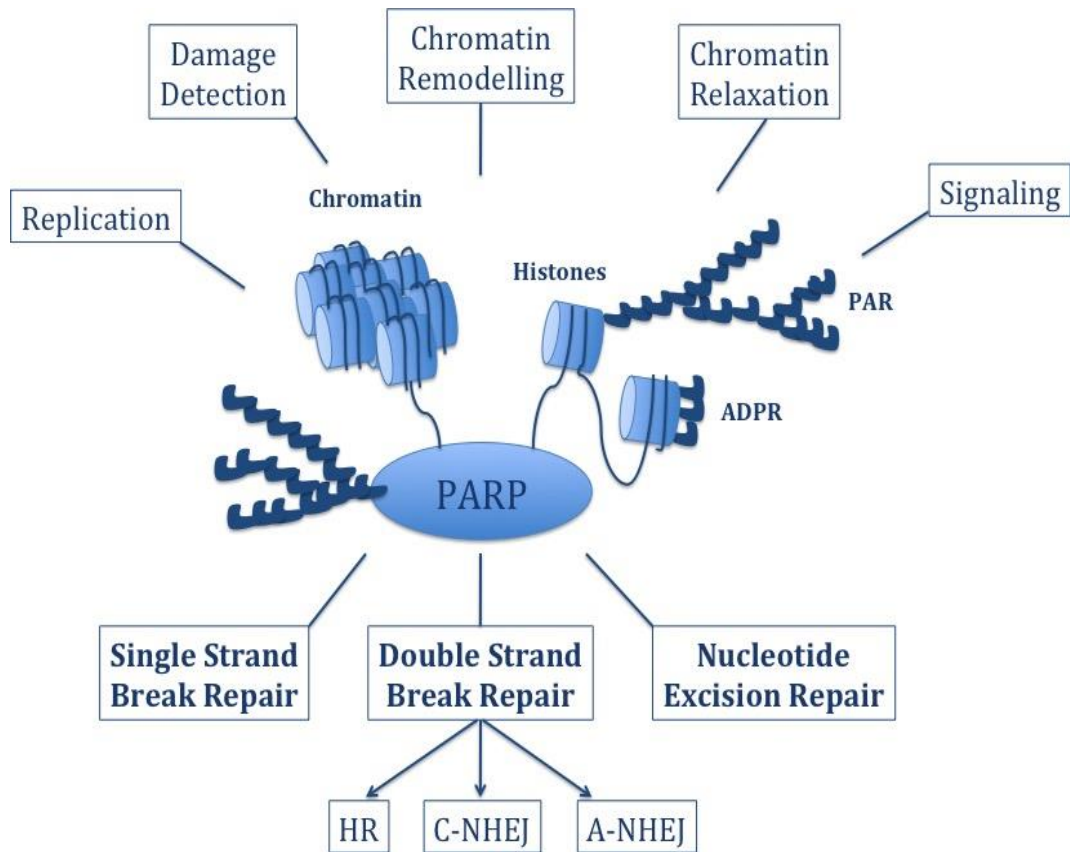 Damage
Detection
Chromatin
Remodelling
Chromatin
Relaxation
Replication
Signaling
Chromatin
Histones
PAR
ADPR
PARP
Single Strand
Break Repair
Double Strand
Break Repair
Nucleotide
Excision Repair
HR
C-NHEJ
A-NHEJ